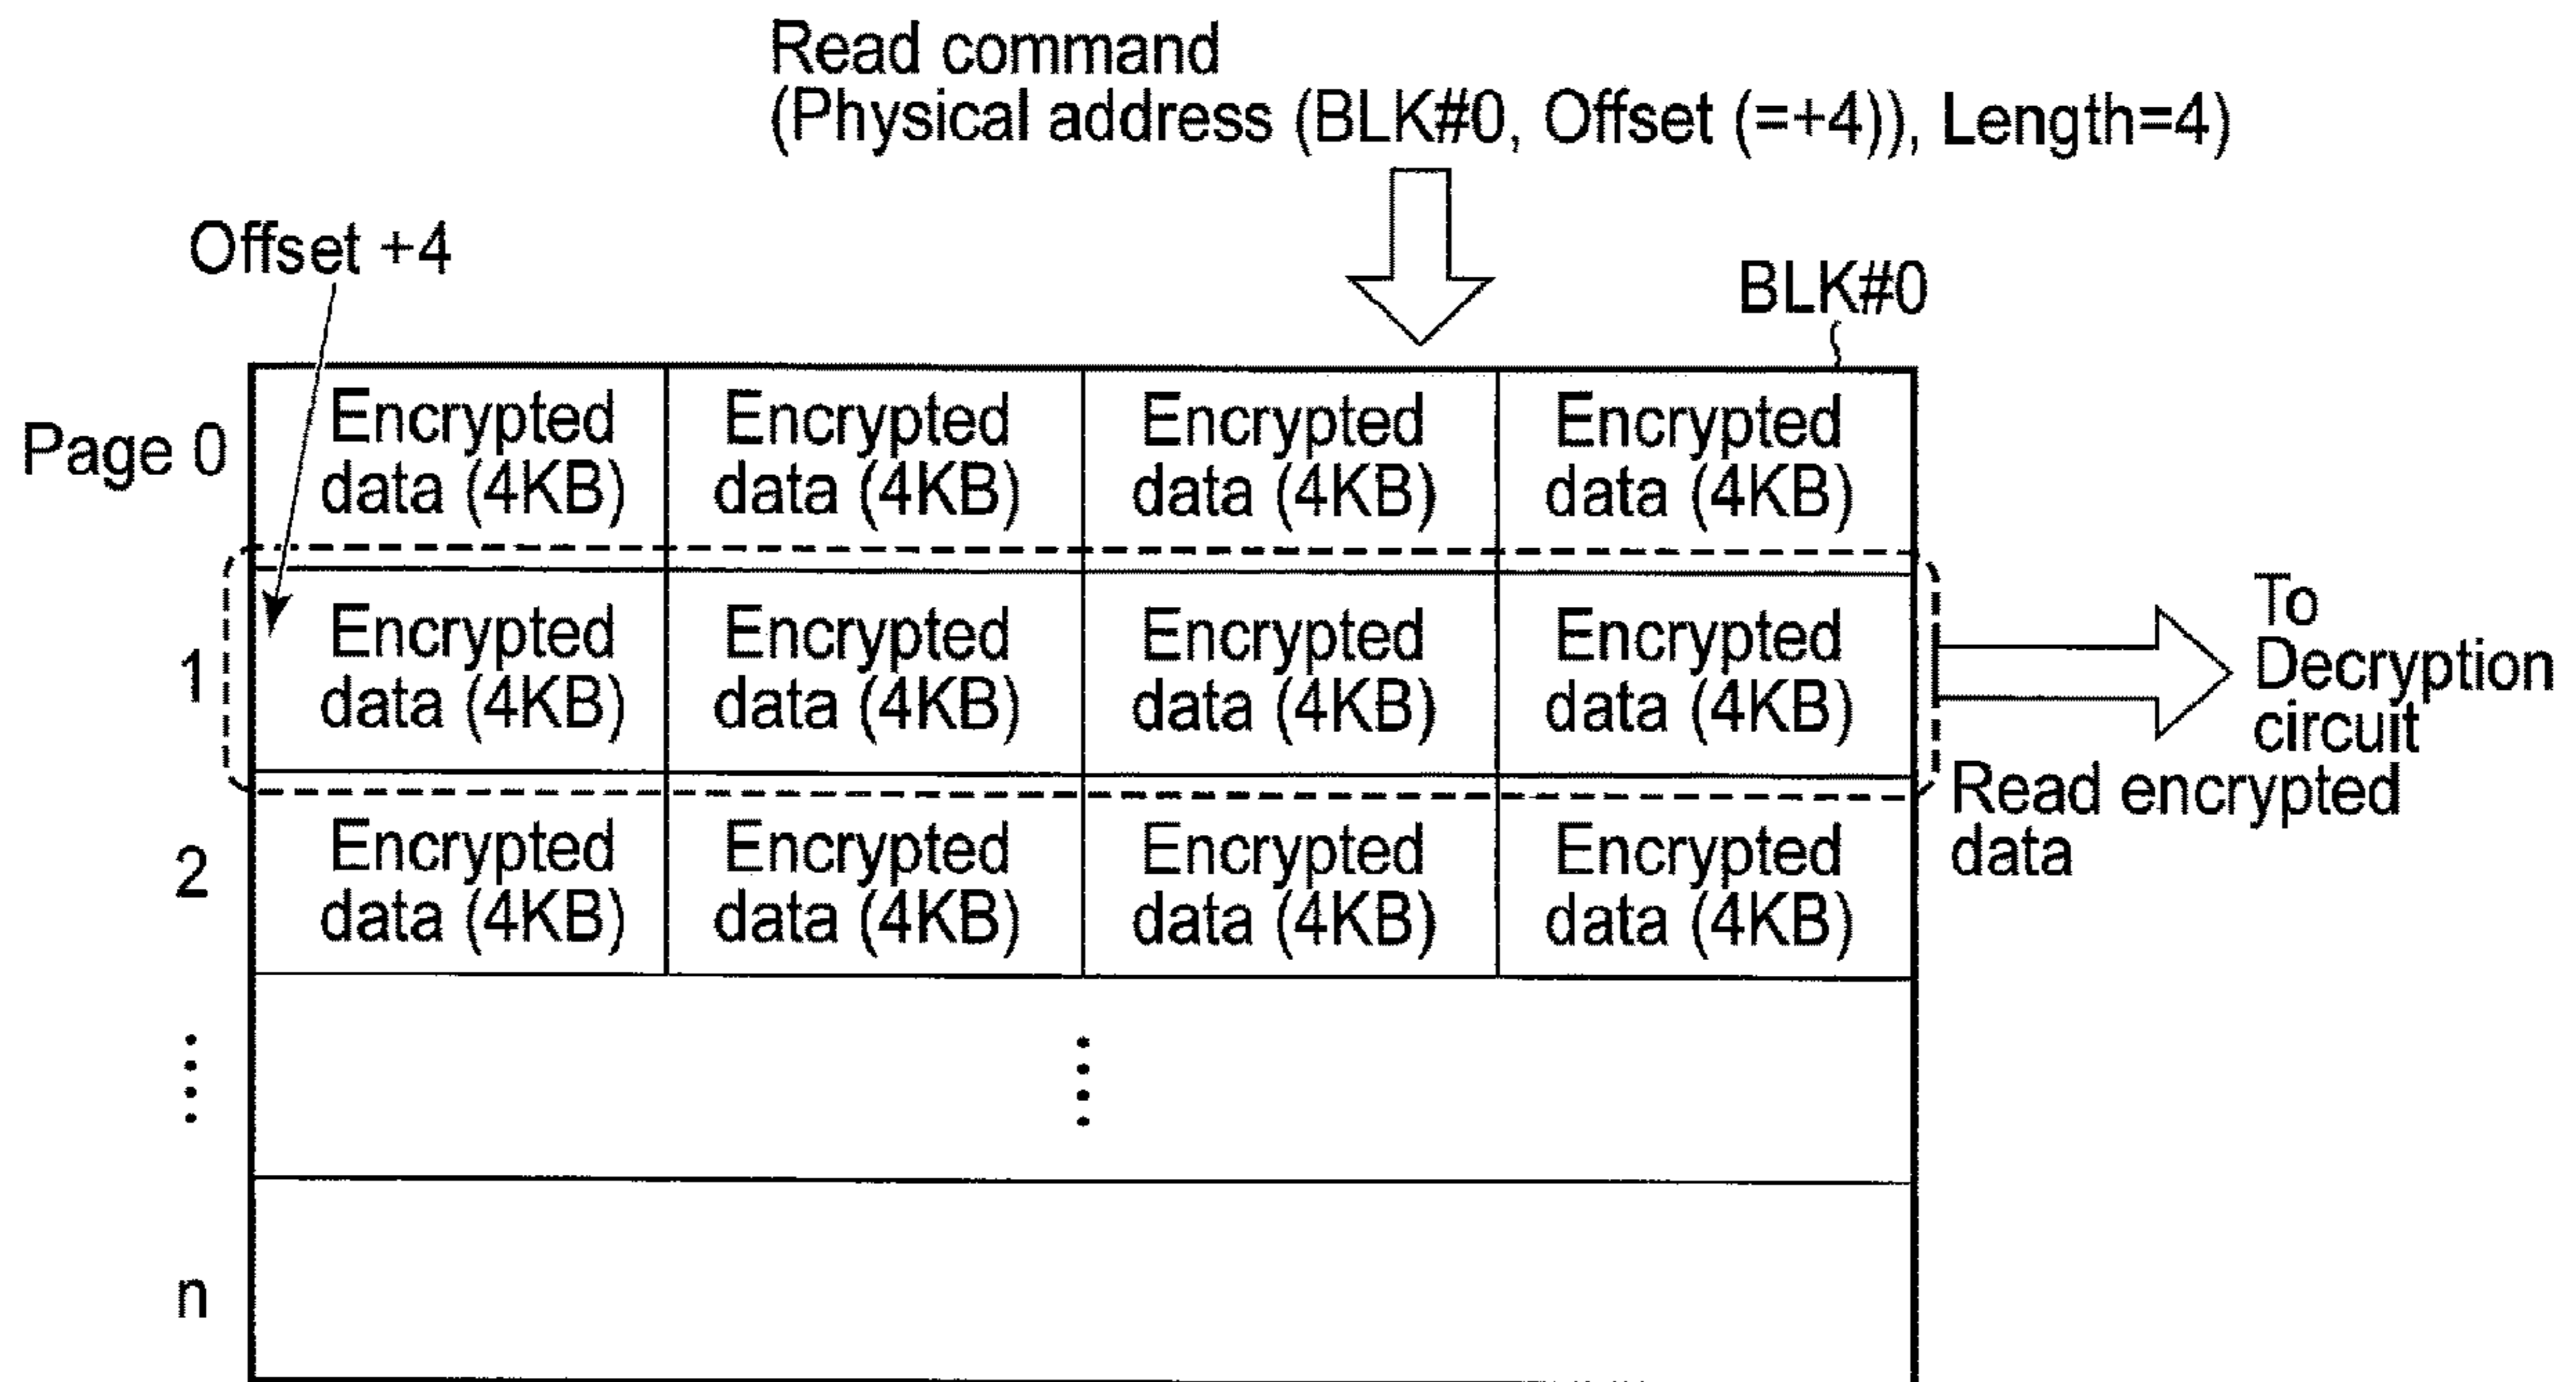 Read command
(Physical address (BLK#0, Offset (=+4)), Length=4)
Offset +4
BLK#0
Page 0
Encrypted
data (4KB)
Encrypted
data (4KB)
Encrypted
data (4KB)
Encrypted
data (4KB)
1
Encrypted
data (4KB)
Encrypted
data (4KB)
Encrypted
data (4KB)
Encrypted
data (4KB)
To
Decryption
circuit
Read encrypted
data
2
Encrypted
data (4KB)
Encrypted
data (4KB)
Encrypted
data (4KB)
Encrypted
data (4KB)
n